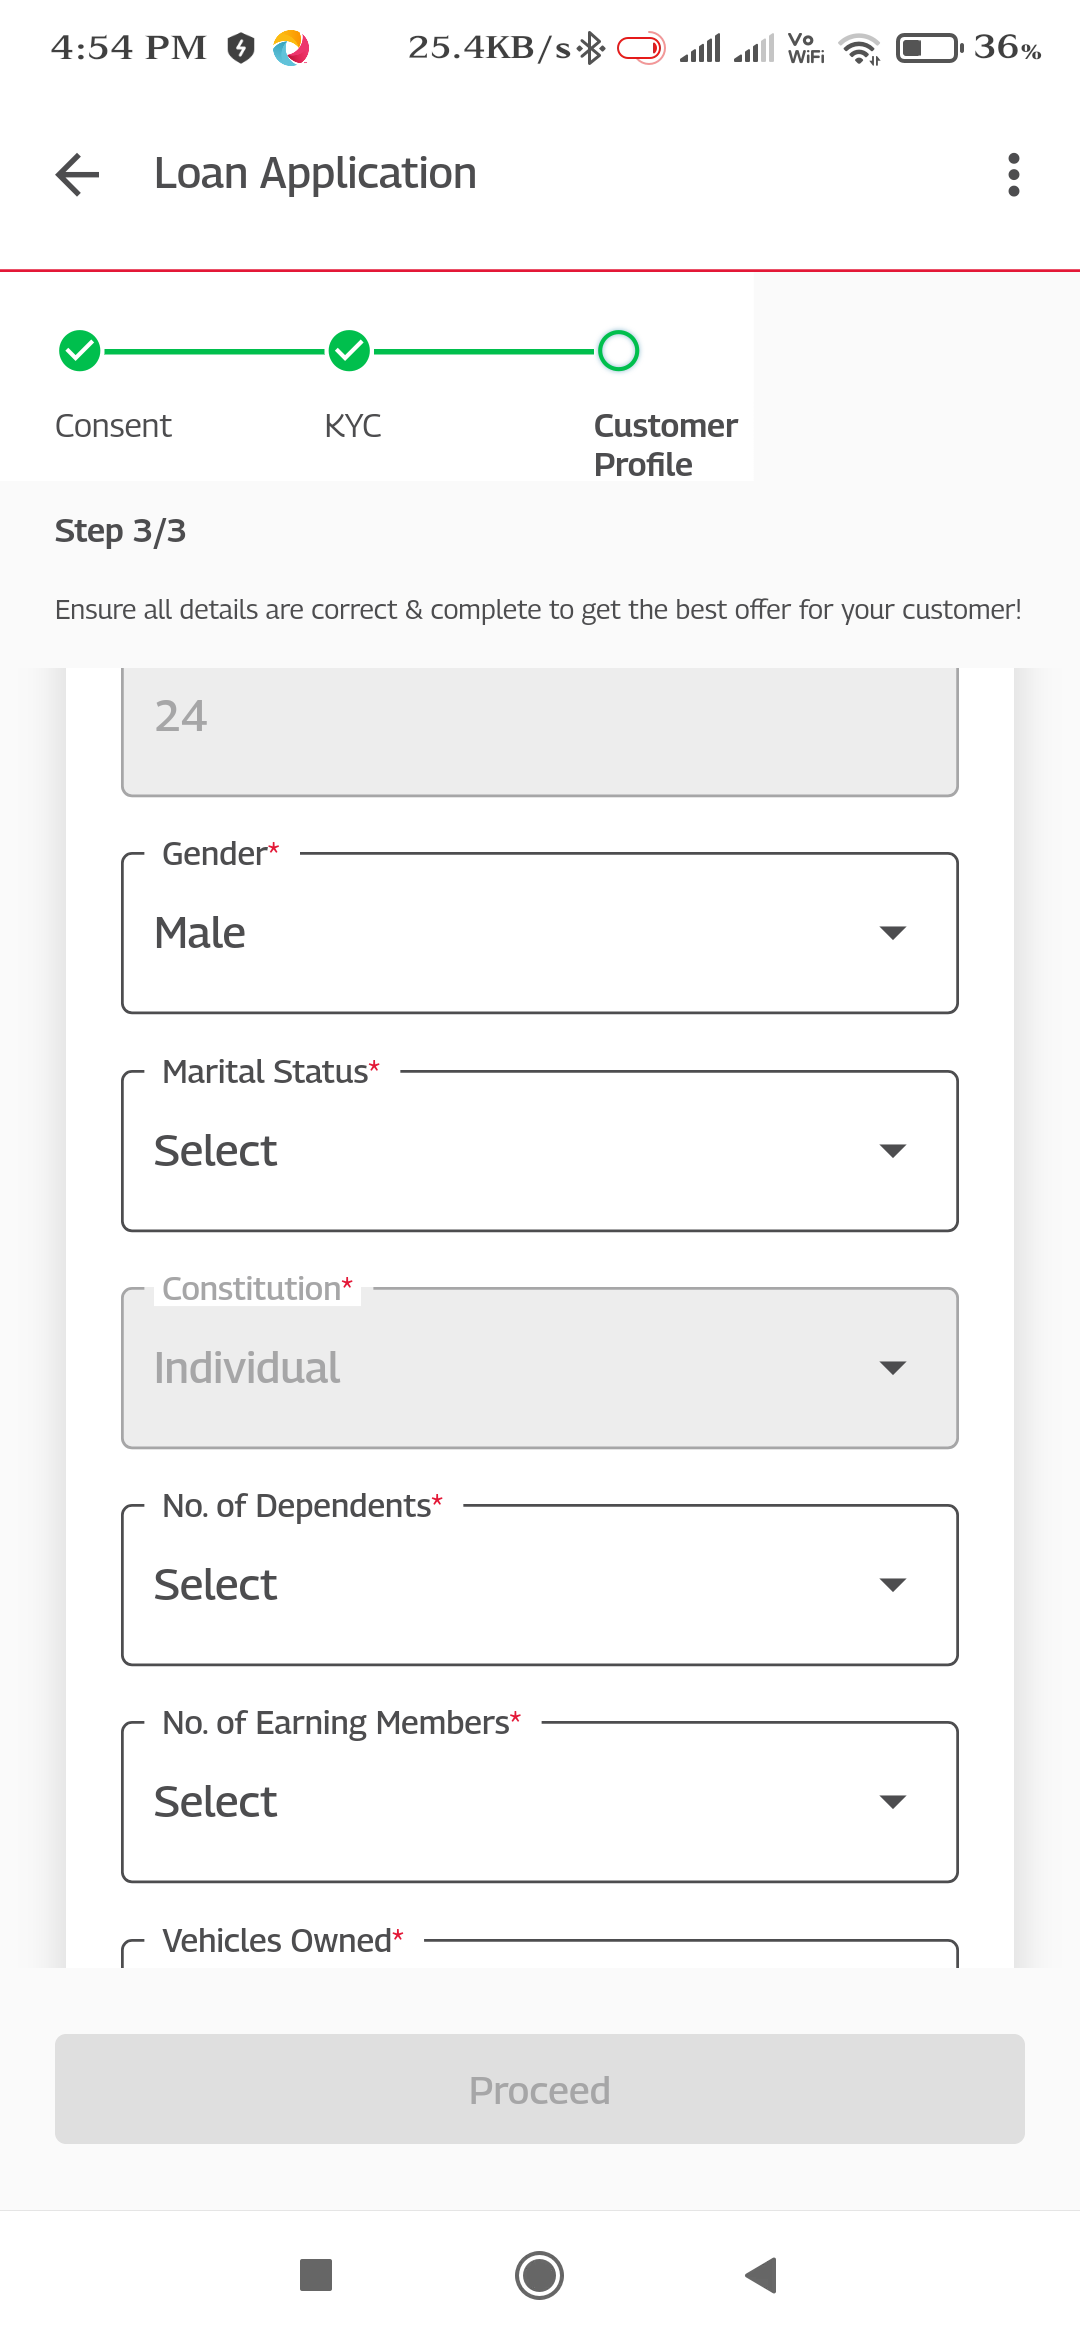 4:54 PM 25.4KB/s Vo WiFi 36%
Loan Application
Consent KYC Customer Profile
Step 3/3
Ensure all details are correct & complete to get the best offer for your customer!
24
Gender*
Male
Marital Status*
Select
Constitution*
Individual
No. of Dependents*
Select
No. of Earning Members*
Select
Vehicles Owned*
Proceed